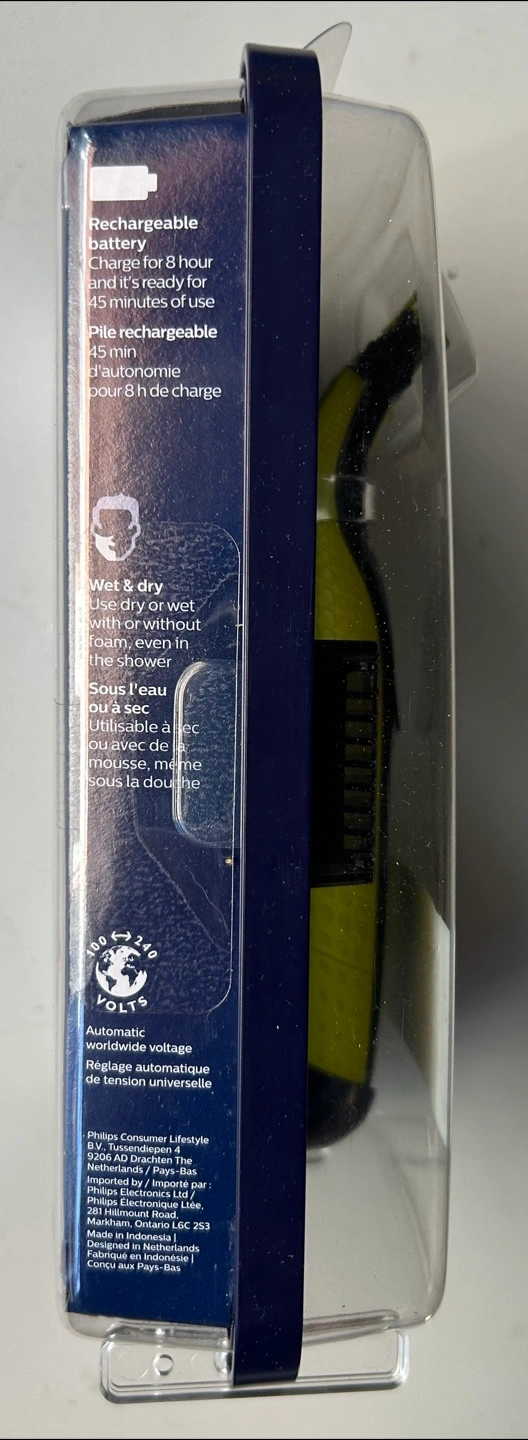 Rechargeable
battery
Charge for 8 hour
and it's ready for
45 minutes of use
Pile rechargeable
45 min
d'autonomie
pour 8 h de charge
Wet & dry
Use dry or wet
with or without
foam, even in
the shower
Sous l'eau
ou à sec
Utilisable à sec
ou avec de la
mousse, même
sous la douche
100 ↔ 240
VOLTS
Automatic
worldwide voltage
Réglage automatique
de tension universelle
Philips Consumer Lifestyle
B.V., Tussendiepen 4
9206 AD Drachten The
Netherlands / Pays-Bas
Imported by / Importé par :
Philips Electronics Ltd /
Philips Électronique Ltée,
281 Hillmount Road,
Markham, Ontario L6C 2S3
Made in Indonesia |
Designed in Netherlands
Fabriqué en Indonésie |
Conçu aux Pays-Bas